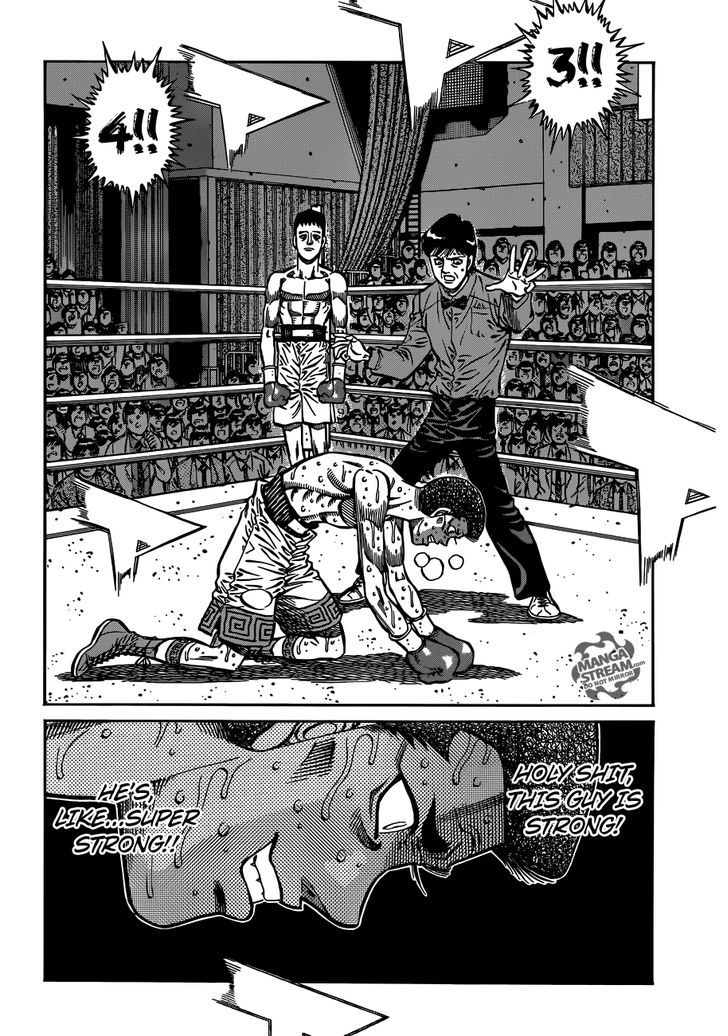 3!!
4!!
MANGA
STREAM.com
DO NOT MIRROR
HOLY SHIT,
THIS GUY IS
STRONG!
HE'S,
LIKE...SUPER
STRONG!!